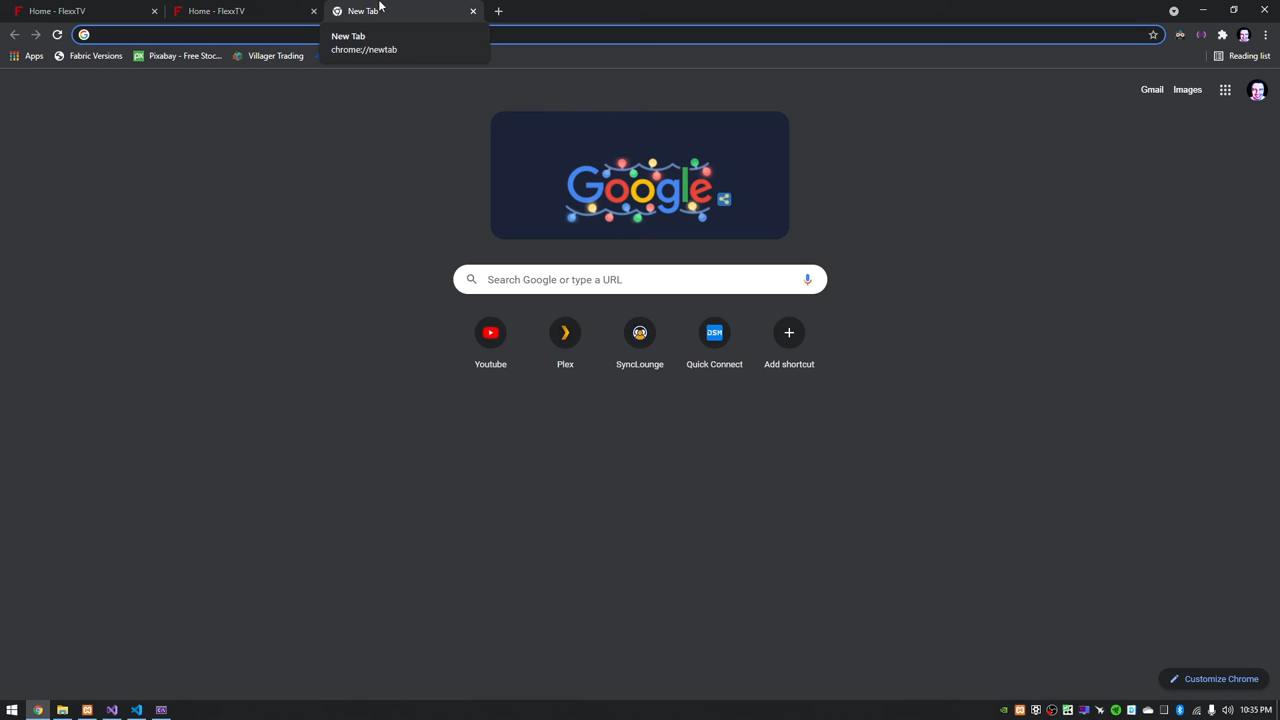 Home - FlexxTV
Home - FlexxTV
New Tab
New Tab
chrome://newtab
Apps
Fabric Versions
Pixabay - Free Stoc...
Villager Trading
Reading list
Gmail
Images
Google
Search Google or type a URL
Youtube
Plex
SyncLounge
DSM
Quick Connect
Add shortcut
Customize Chrome
10:35 PM